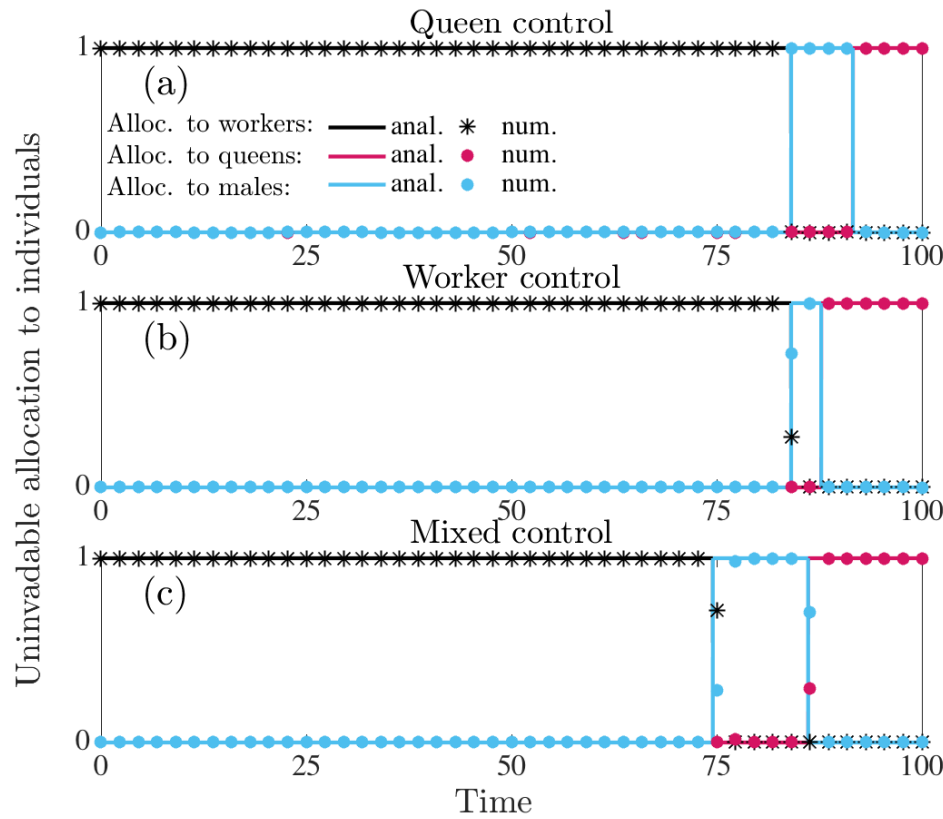 Queen control
1
(a)
Alloc. to workers: anal. num.
Alloc. to queens: anal. num.
Alloc. to males: anal. num.
0
0 25 50 75 100
Worker control
1
(b)
0
0 25 50 75 100
Mixed control
1
(c)
0
0 25 50 75 100
Time
Uninvadable allocation to individuals